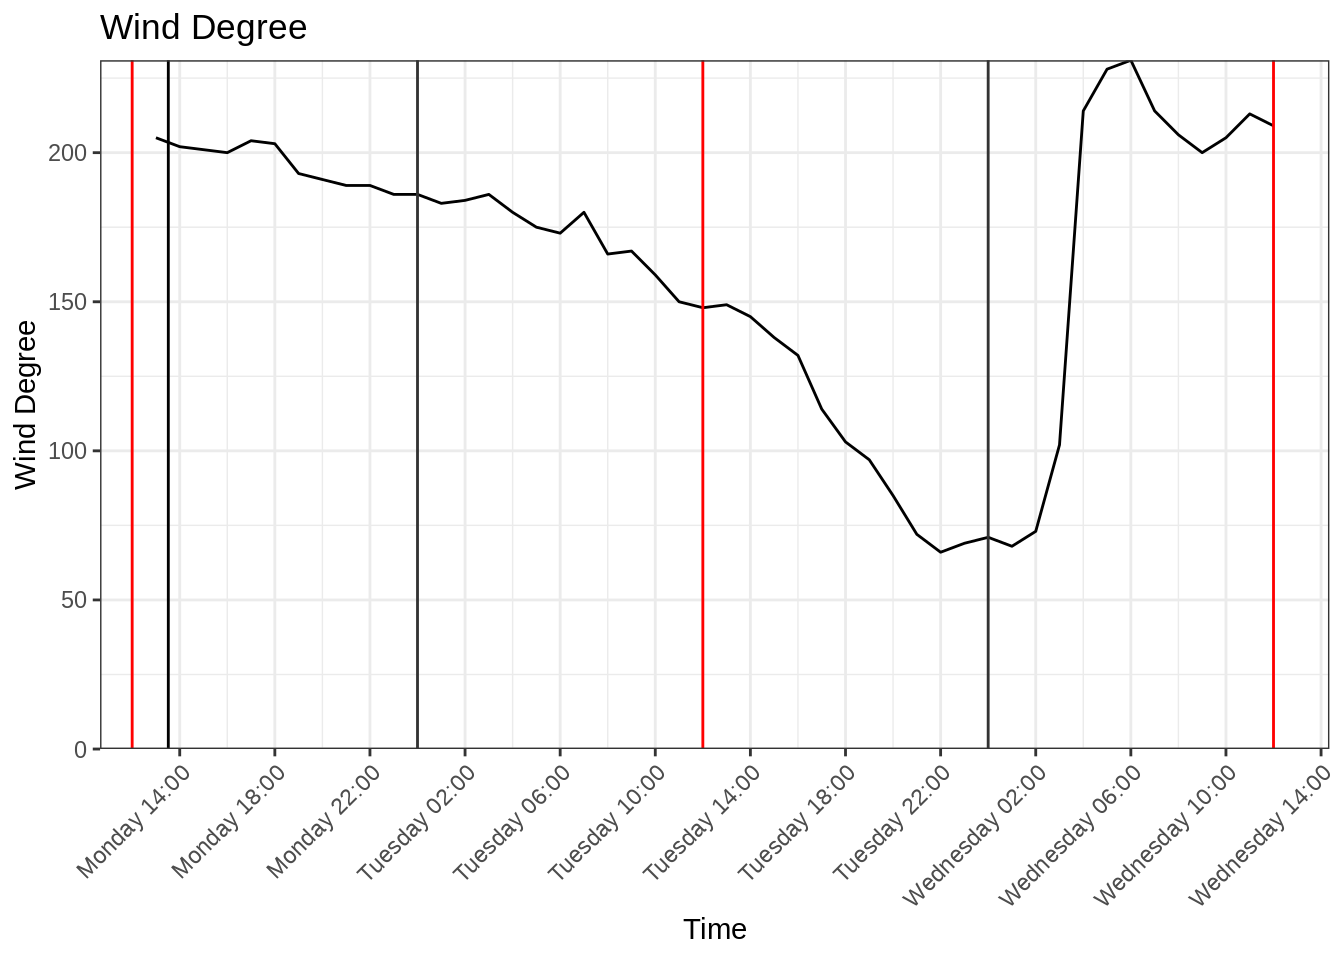 Wind Degree
Wind Degree
200
150
100
50
0
Monday 14:00
Monday 18:00
Monday 22:00
Tuesday 02:00
Tuesday 06:00
Tuesday 10:00
Tuesday 14:00
Tuesday 18:00
Tuesday 22:00
Wednesday 02:00
Wednesday 06:00
Wednesday 10:00
Wednesday 14:00
Time